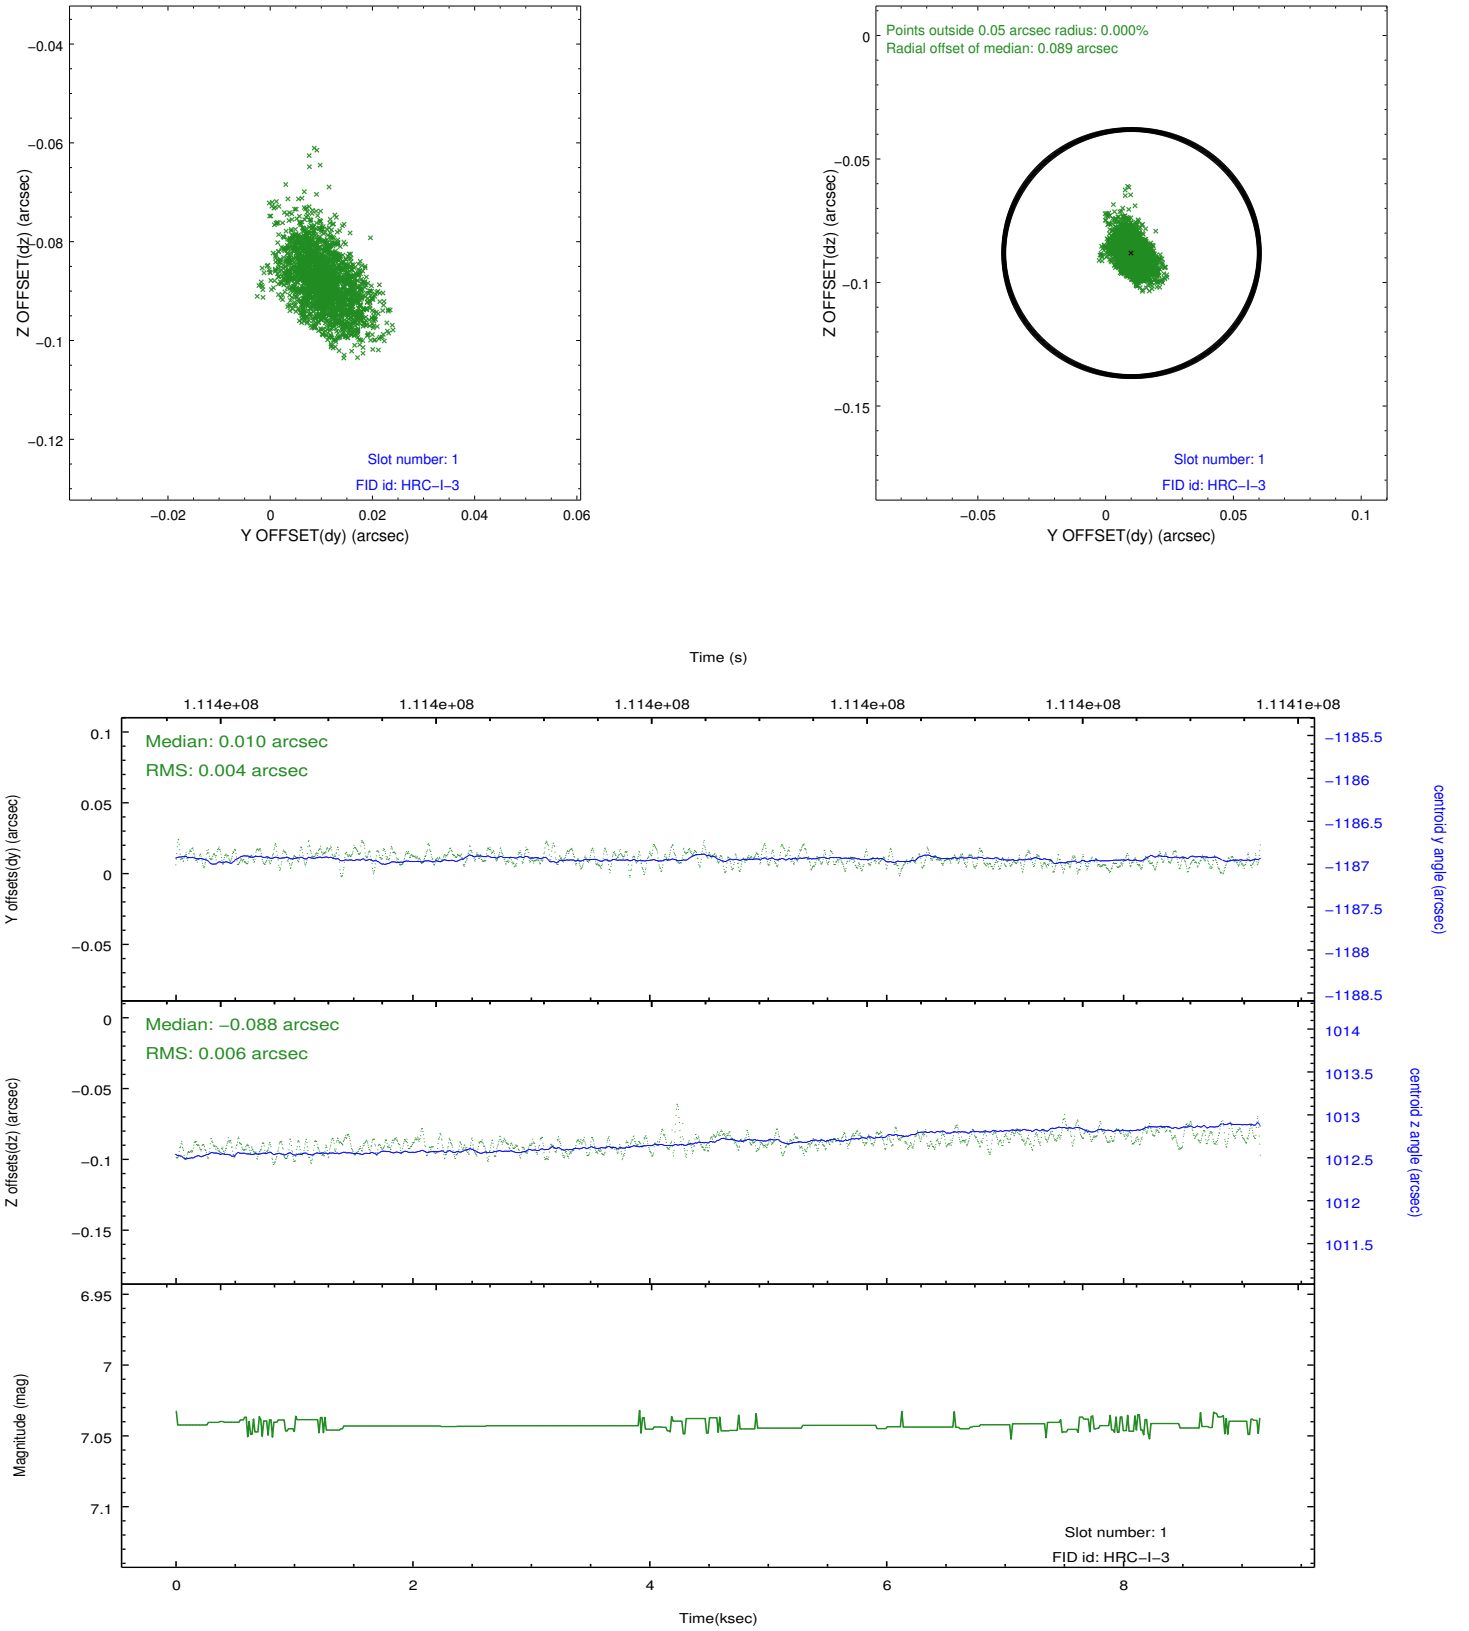 −0.04
−0.06
−0.08
−0.1
−0.12
Z OFFSET(dz) (arcsec)
Slot number: 1
FID id: HRC−I−3
−0.02 0 0.02 0.04 0.06
Y OFFSET(dy) (arcsec)
Points outside 0.05 arcsec radius: 0.000%
Radial offset of median: 0.089 arcsec
0
−0.05
−0.1
−0.15
Z OFFSET(dz) (arcsec)
Slot number: 1
FID id: HRC−I−3
−0.05 0 0.05 0.1
Y OFFSET(dy) (arcsec)
Time (s)
1.114e+08 1.114e+08 1.114e+08 1.114e+08 1.114e+08 1.1141e+08
Median: 0.010 arcsec
RMS: 0.004 arcsec
0.1
0.05
0
−0.05
Y offsets(dy) (arcsec)
−1185.5
−1186
−1186.5
−1187
−1187.5
−1188
−1188.5
centroid y angle (arcsec)
Median: −0.088 arcsec
RMS: 0.006 arcsec
0
−0.05
−0.1
−0.15
Z offsets(dz) (arcsec)
1014
1013.5
1013
1012.5
1012
1011.5
centroid z angle (arcsec)
6.95
7
7.05
7.1
Magnitude (mag)
Slot number: 1
FID id: HRC−I−3
0 2 4 6 8
Time(ksec)